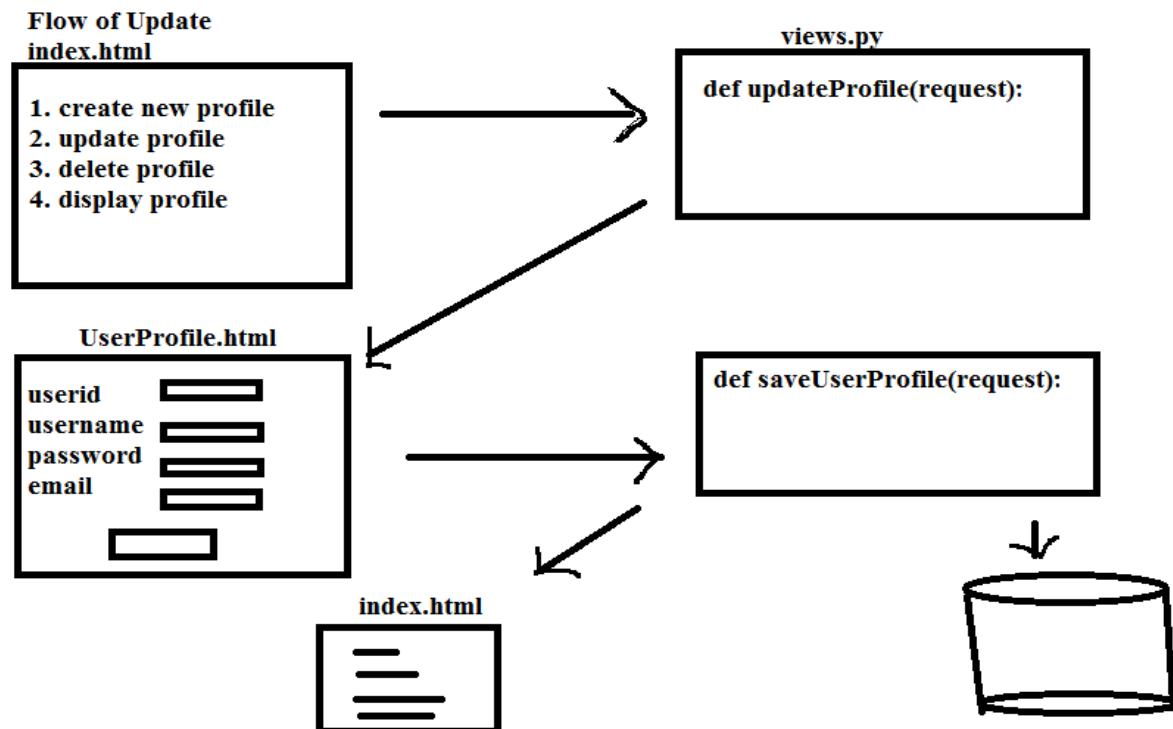 Flow of Update
index.html
1. create new profile
2. update profile
3. delete profile
4. display profile
views.py
def updateProfile(request):
UserProfile.html
userid
username
password
email
def saveUserProfile(request):
index.html